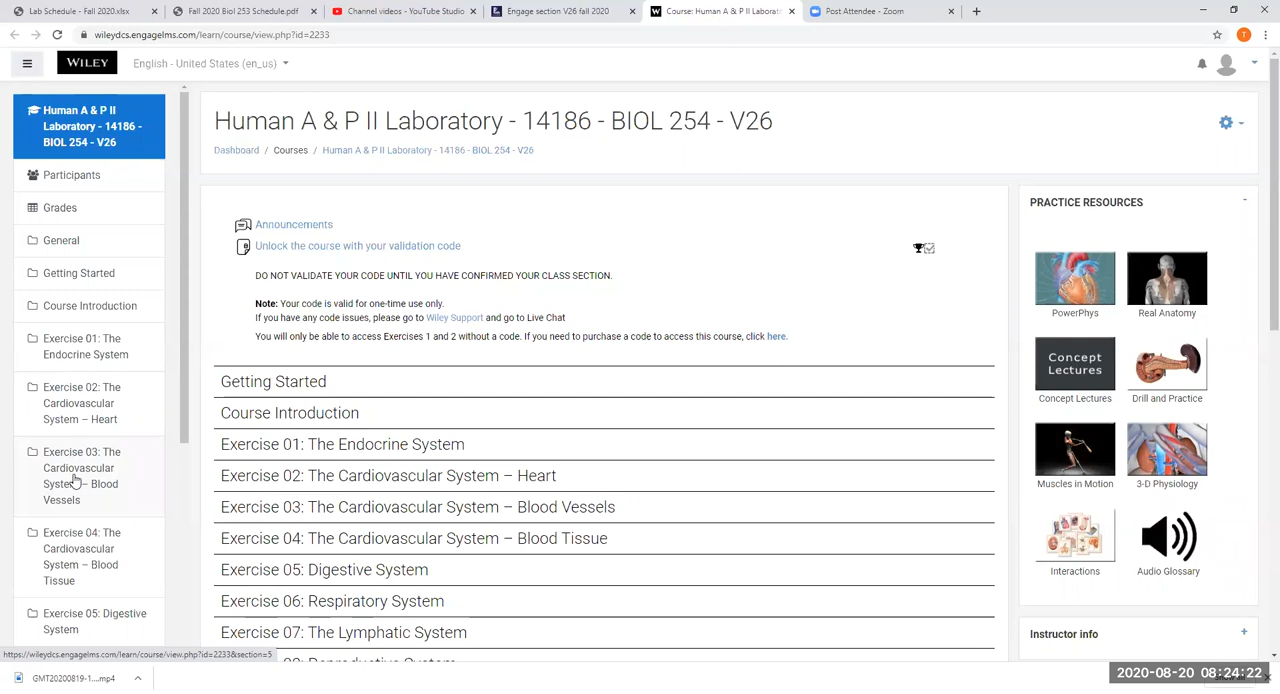 Lab Schedule - Fall 2020.xlsx
Fall 2020 Biol 253 Schedule.pdf
Channel videos - YouTube Studio
Engage section V26 fall 2020
Course: Human A & P II Laborat
Post Attendee - Zoom
wileydcs.engagelms.com/learn/course/view.php?id=2233
T
WILEY
English - United States (en_us)
Human A & P II
Laboratory - 14186 -
BIOL 254 - V26
Participants
Grades
General
Getting Started
Course Introduction
Exercise 01: The
Endocrine System
Exercise 02: The
Cardiovascular
System – Heart
Exercise 03: The
Cardiovascular
System – Blood
Vessels
Exercise 04: The
Cardiovascular
System – Blood
Tissue
Exercise 05: Digestive
System
Human A & P II Laboratory - 14186 - BIOL 254 - V26
Dashboard / Courses / Human A & P II Laboratory - 14186 - BIOL 254 - V26
Announcements
Unlock the course with your validation code
DO NOT VALIDATE YOUR CODE UNTIL YOU HAVE CONFIRMED YOUR CLASS SECTION.
Note: Your code is valid for one-time use only.
If you have any code issues, please go to Wiley Support and go to Live Chat
You will only be able to access Exercises 1 and 2 without a code. If you need to purchase a code to access this course, click here.
Getting Started
Course Introduction
Exercise 01: The Endocrine System
Exercise 02: The Cardiovascular System – Heart
Exercise 03: The Cardiovascular System – Blood Vessels
Exercise 04: The Cardiovascular System – Blood Tissue
Exercise 05: Digestive System
Exercise 06: Respiratory System
Exercise 07: The Lymphatic System
PRACTICE RESOURCES
PowerPhys
Real Anatomy
Concept
Lectures
Concept Lectures
Drill and Practice
Muscles in Motion
3-D Physiology
Interactions
Audio Glossary
Instructor info
https://wileydcs.engagelms.com/learn/course/view.php?id=2233&section=5
GMT20200819-1....mp4
2020-08-20 08:24:22